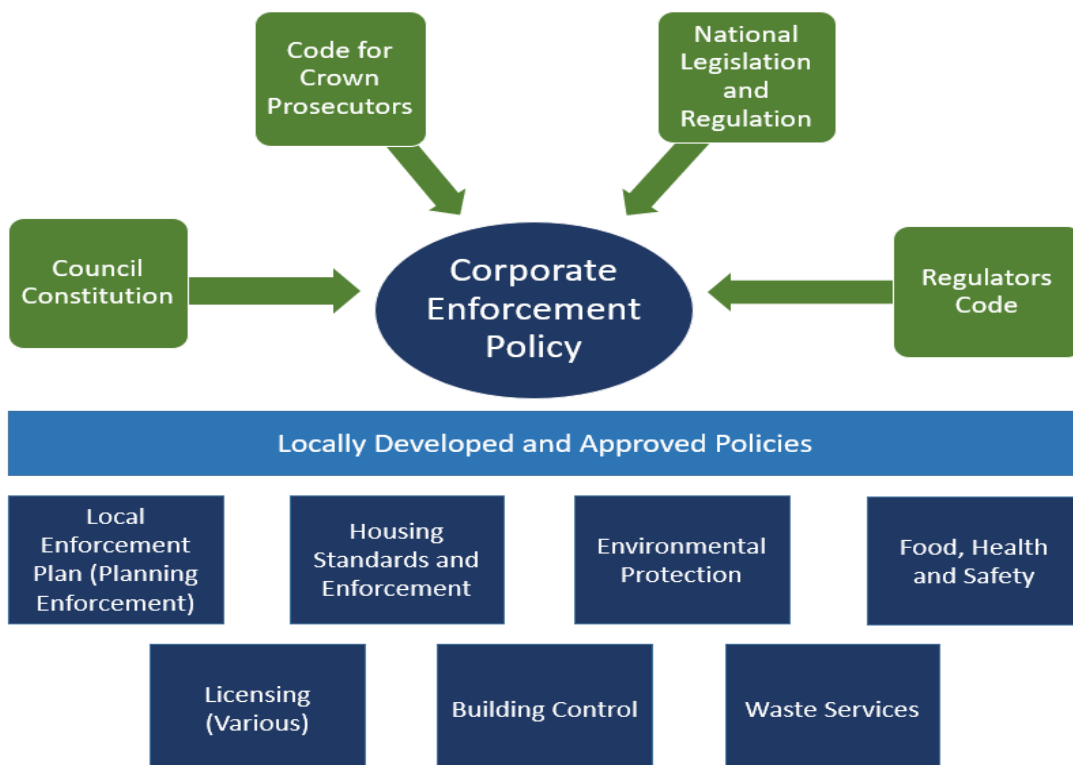 Code for
Crown
Prosecutors
National
Legislation
and
Regulation
Council
Constitution
Corporate
Enforcement
Policy
Regulators
Code
Locally Developed and Approved Policies
Local
Enforcement
Plan (Planning
Enforcement)
Housing
Standards and
Enforcement
Environmental
Protection
Food, Health
and Safety
Licensing
(Various)
Building Control
Waste Services